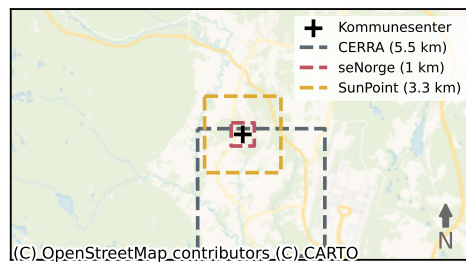 Kommunesenter
CERRA (5.5 km)
seNorge (1 km)
SunPoint (3.3 km)
N
(C) OpenStreetMap contributors (C) CARTO